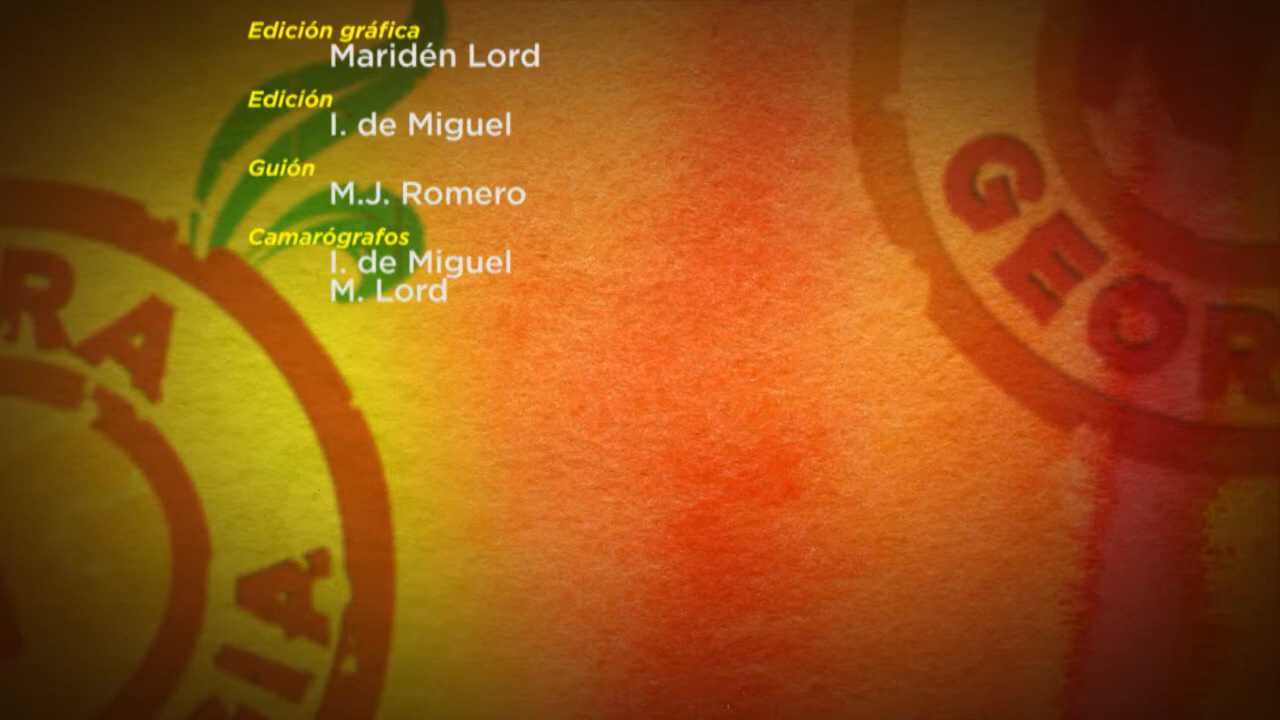 Edición gráfica
Maridén Lord
Edición
I. de Miguel
Guión
M.J. Romero
Camarógrafos
I. de Miguel
M. Lord